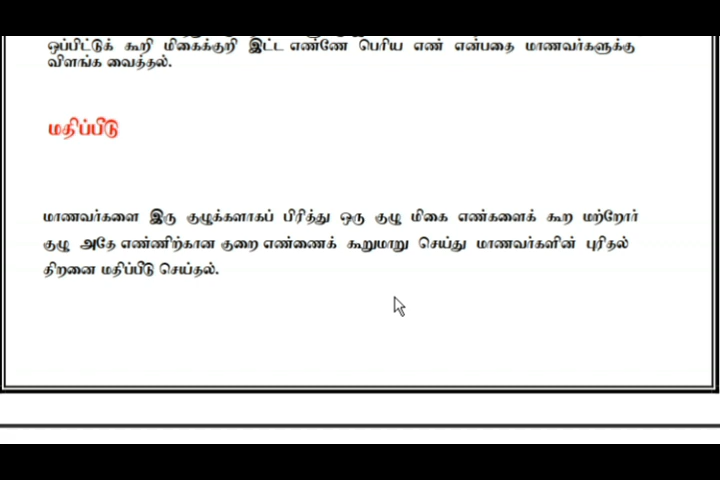 ஒப்பிட்டுக் கூறி மிகைக்குறி இட்ட எண்ணே பெரிய எண் என்பதை மாணவர்களுக்கு
விளங்க வைத்தல்.
மதிப்பீடு
மாணவர்களை இரு குழுக்களாகப் பிரித்து ஒரு குழு மிகை எண்களைக் கூற மற்றோர்
குழு அதே எண்ணிற்கான குறை எண்ணைக் கூறுமாறு செய்து மாணவர்களின் புரிதல்
திறனை மதிப்பீடு செய்தல்.